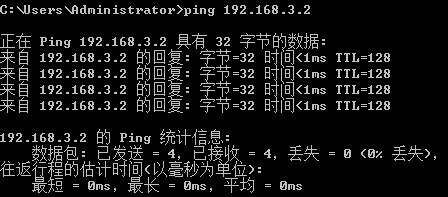 C:\Users\Administrator>ping 192.168.3.2
正在 Ping 192.168.3.2 具有 32 字节的数据:
来自 192.168.3.2 的回复: 字节=32 时间<1ms TTL=128
来自 192.168.3.2 的回复: 字节=32 时间<1ms TTL=128
来自 192.168.3.2 的回复: 字节=32 时间<1ms TTL=128
来自 192.168.3.2 的回复: 字节=32 时间<1ms TTL=128
192.168.3.2 的 Ping 统计信息:
数据包: 已发送 = 4, 已接收 = 4, 丢失 = 0 (0% 丢失),
往返行程的估计时间(以毫秒为单位):
最短 = 0ms, 最长 = 0ms, 平均 = 0ms